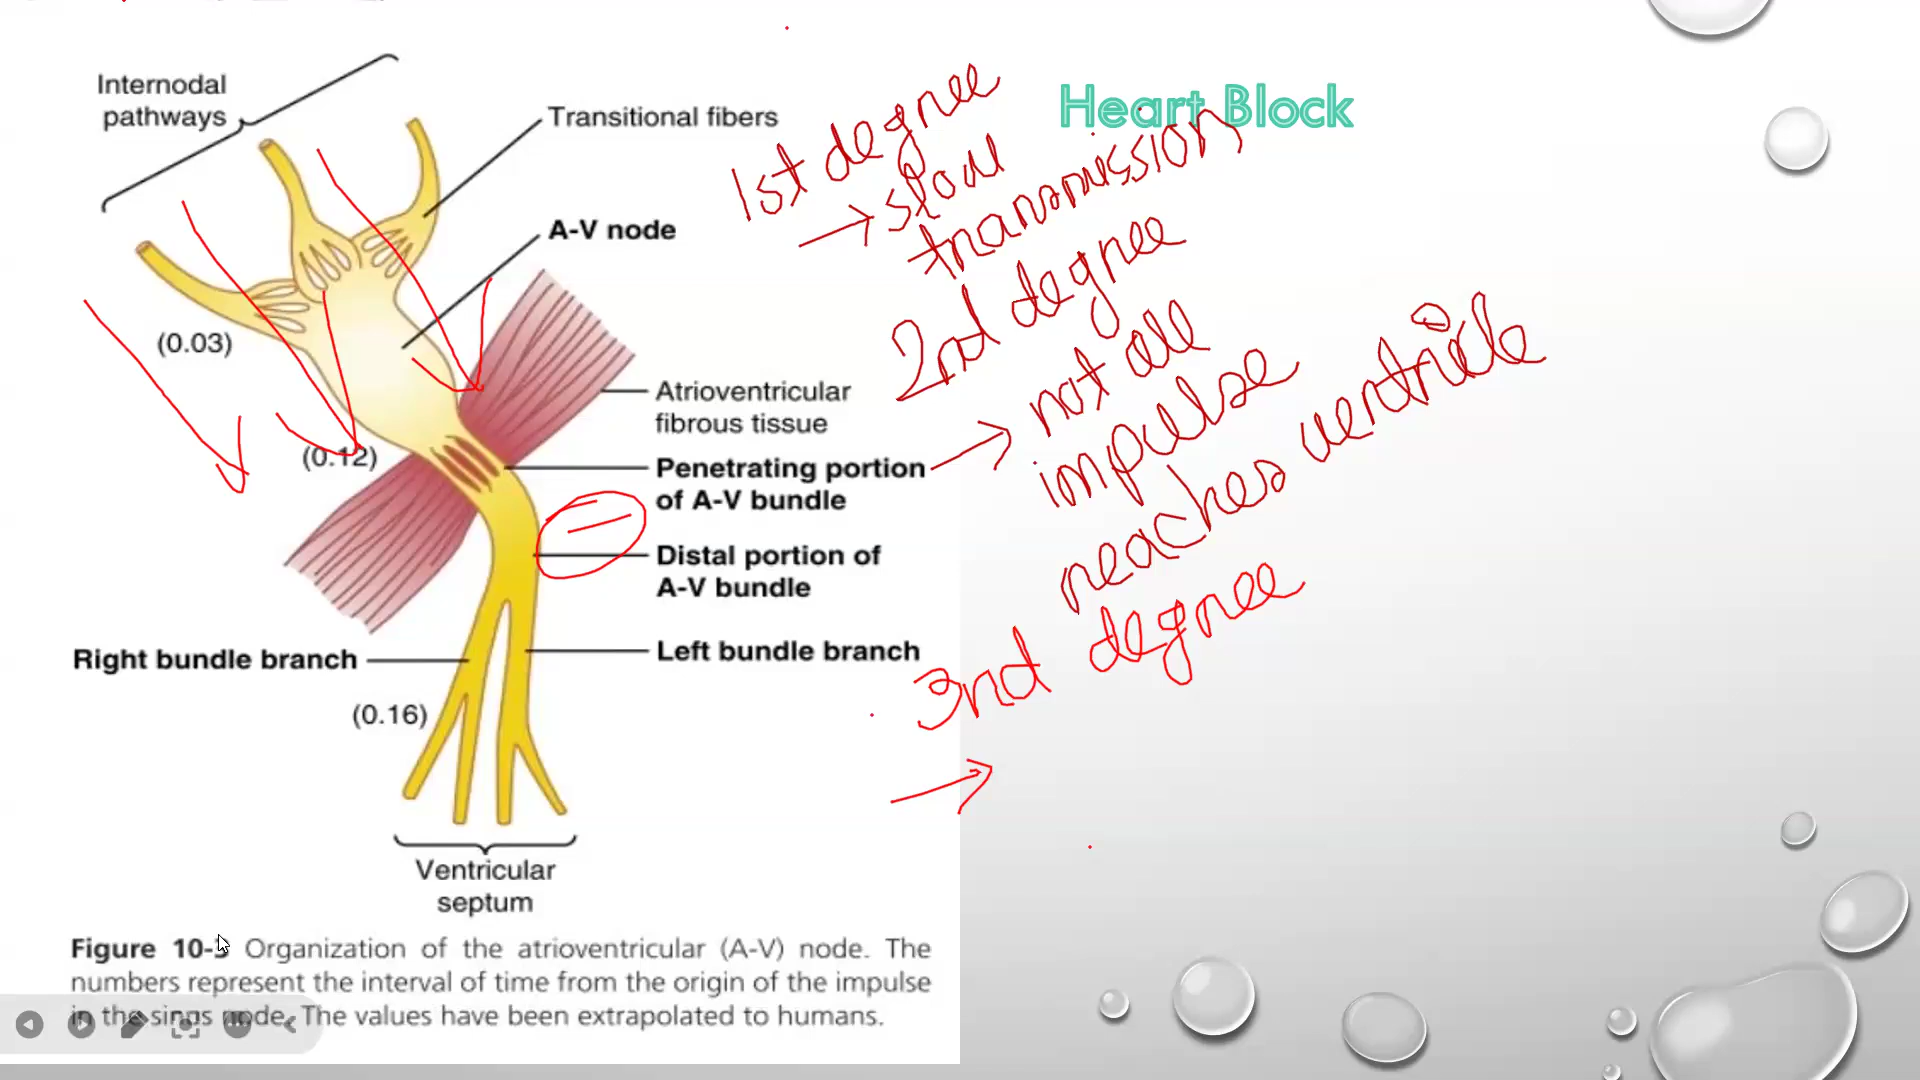 Internodal
pathways
Transitional fibers
A-V node
(0.03)
Atrioventricular
fibrous tissue
(0.12)
Penetrating portion
of A-V bundle
Distal portion of
A-V bundle
Right bundle branch
Left bundle branch
(0.16)
Ventricular
septum
Figure 10-3 Organization of the atrioventricular (A-V) node. The
numbers represent the interval of time from the origin of the impulse
in the sinus node. The values have been extrapolated to humans.
Heart Block
1st degree
→ slow
transmission
2nd degree
→ not all
impulse
reaches ventricle
3nd degree
→